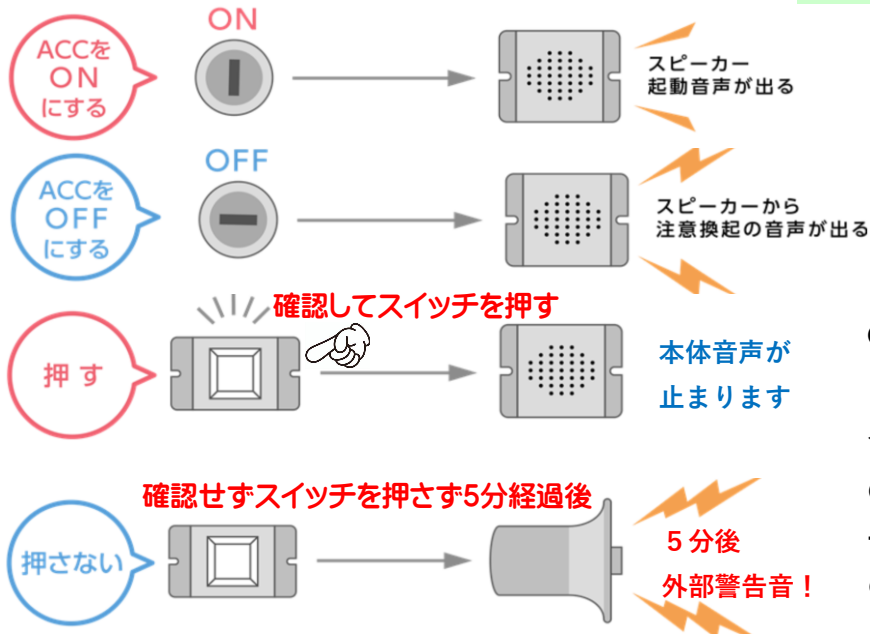 ACCを
ON
にする
ON
スピーカー
起動音声が出る
ACCを
OFF
にする
OFF
スピーカーから
注意換起の音声が出る
押す
確認してスイッチを押す
本体音声が
止まります
押さない
確認せずスイッチを押さず5分経過後
5分後
外部警告音！